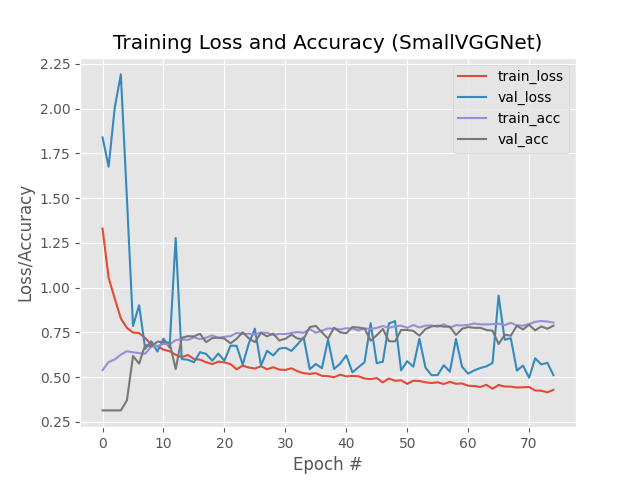 Training Loss and Accuracy (SmallVGGNet)
train_loss
val_loss
train_acc
val_acc
Loss/Accuracy
2.25
2.00
1.75
1.50
1.25
1.00
0.75
0.50
0.25
0 10 20 30 40 50 60 70
Epoch #